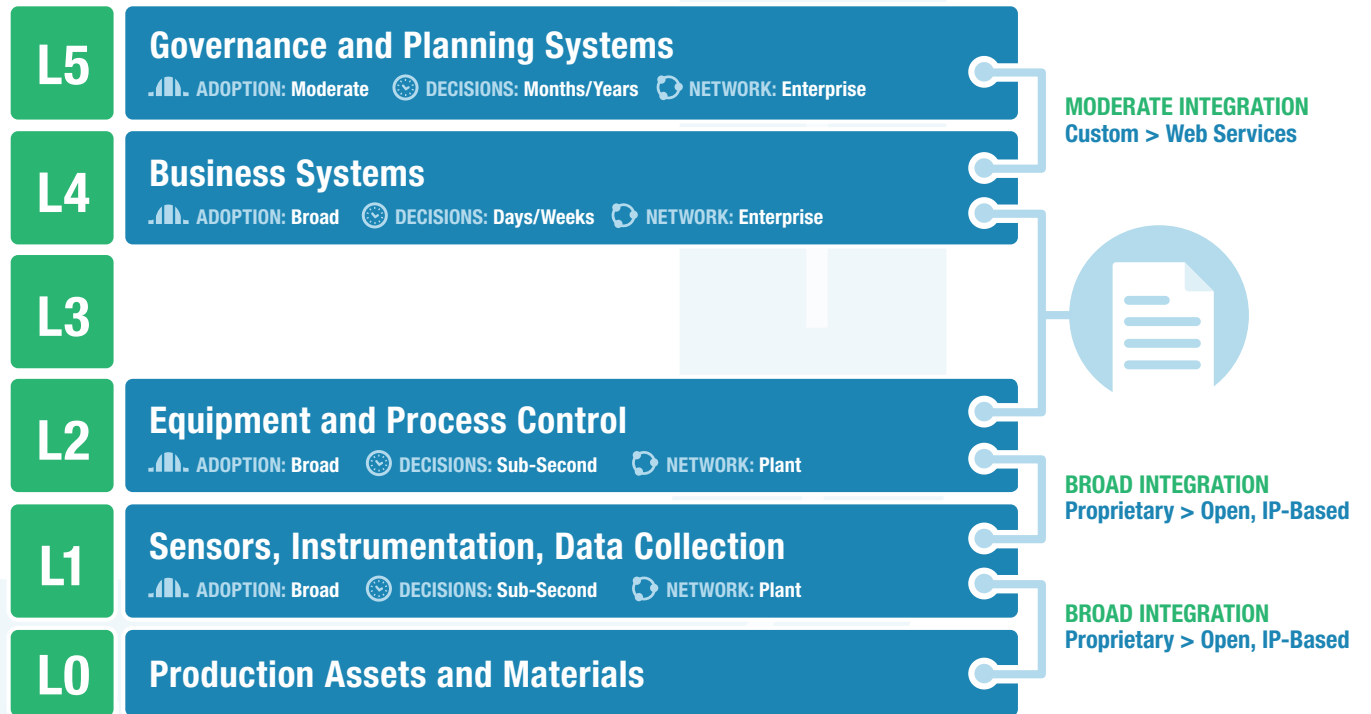 L5
Governance and Planning Systems
ADOPTION: Moderate DECISIONS: Months/Years NETWORK: Enterprise
MODERATE INTEGRATION
Custom > Web Services
L4
Business Systems
ADOPTION: Broad DECISIONS: Days/Weeks NETWORK: Enterprise
L3
L2
Equipment and Process Control
ADOPTION: Broad DECISIONS: Sub-Second NETWORK: Plant
BROAD INTEGRATION
Proprietary > Open, IP-Based
L1
Sensors, Instrumentation, Data Collection
ADOPTION: Broad DECISIONS: Sub-Second NETWORK: Plant
BROAD INTEGRATION
Proprietary > Open, IP-Based
L0
Production Assets and Materials